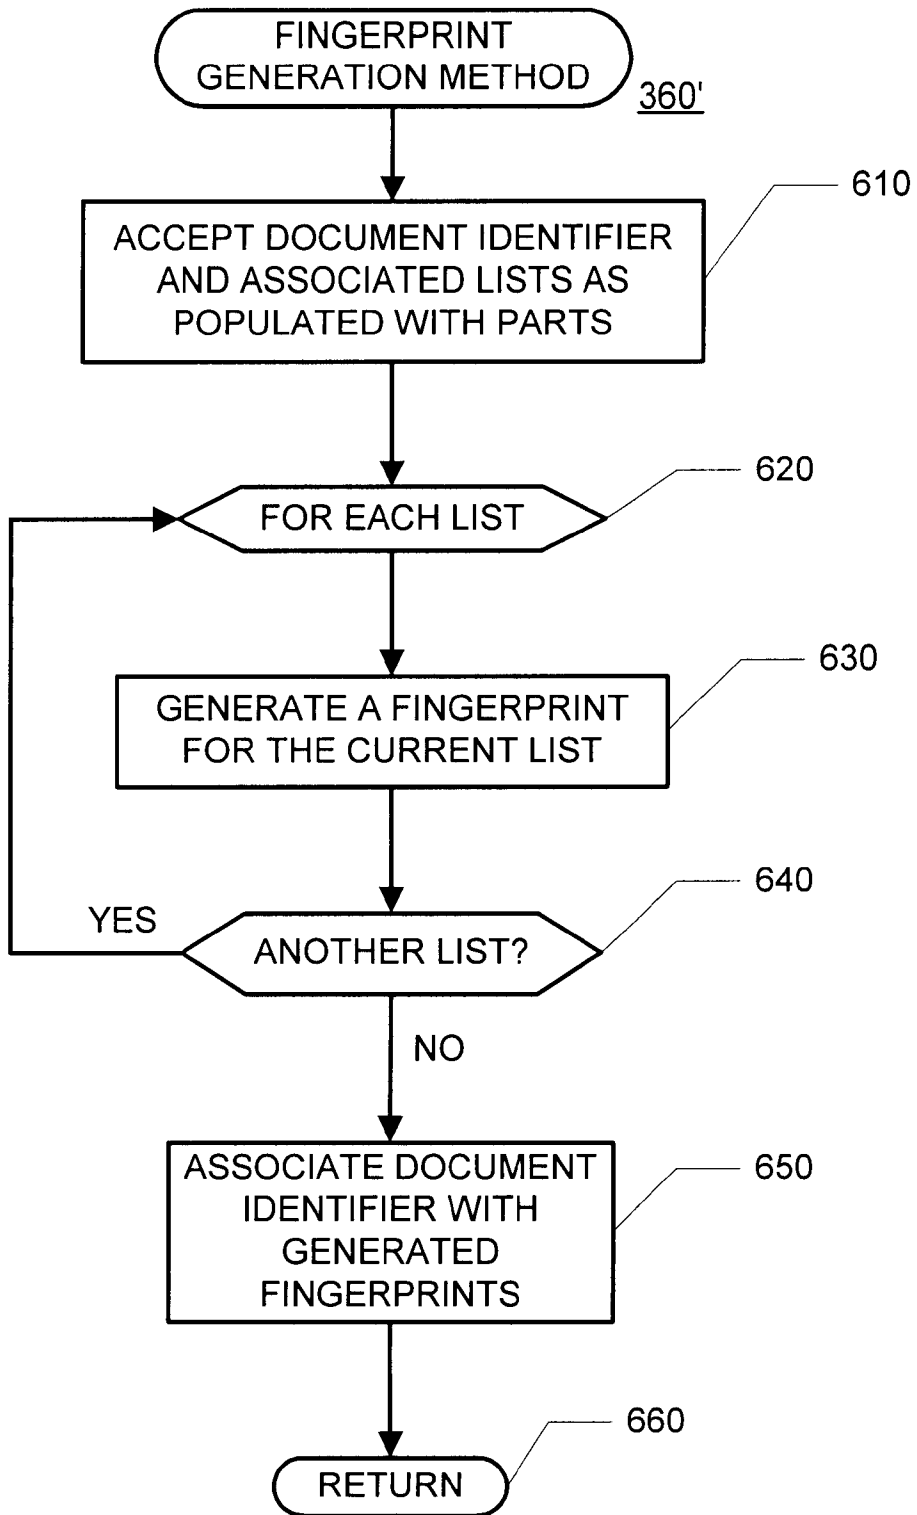 FINGERPRINT
GENERATION METHOD
360'
610
ACCEPT DOCUMENT IDENTIFIER
AND ASSOCIATED LISTS AS
POPULATED WITH PARTS
620
FOR EACH LIST
630
GENERATE A FINGERPRINT
FOR THE CURRENT LIST
640
YES
ANOTHER LIST?
NO
650
ASSOCIATE DOCUMENT
IDENTIFIER WITH
GENERATED
FINGERPRINTS
660
RETURN